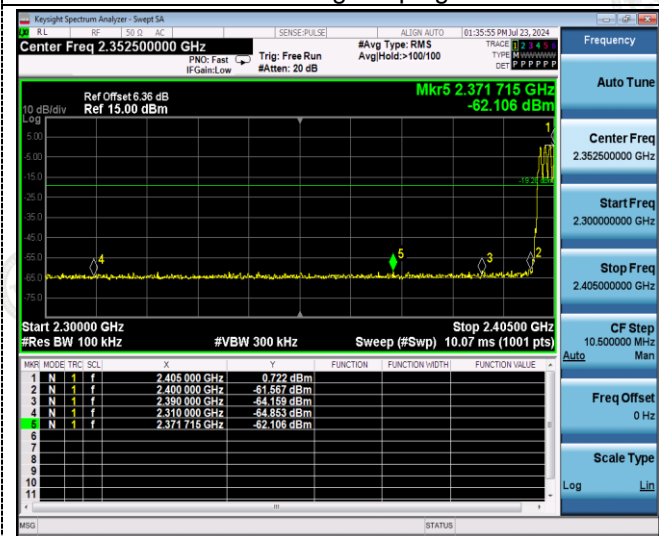 Keysight Spectrum Analyzer - Swept SA
RL RF 50 Ω AC SENSE:PULSE ALIGN AUTO 01:35:55 PM Jul 23, 2024
Center Freq 2.352500000 GHz
PNO: Fast
IFGain:Low
Trig: Free Run
#Atten: 20 dB
#Avg Type: RMS
Avg|Hold:>100/100
TRACE 1 2 3 4 5 6
TYPE M WWWWW
DET P P P P P P
Ref Offset 6.36 dB
10 dB/div Ref 15.00 dBm
Log
Mkr5 2.371 715 GHz
-62.106 dBm
5.00
-5.00
-15.0
-25.0
-35.0
-45.0
-55.0
-65.0
-75.0
1
4
5
3
2
Start 2.30000 GHz Stop 2.40500 GHz
#Res BW 100 kHz #VBW 300 kHz Sweep (#Swp) 10.07 ms (1001 pts)
MKR MODE TRC SCL X Y FUNCTION FUNCTION WIDTH FUNCTION VALUE
1 N 1 f 2.405 000 GHz 0.722 dBm
2 N 1 f 2.400 000 GHz -61.567 dBm
3 N 1 f 2.390 000 GHz -64.159 dBm
4 N 1 f 2.310 000 GHz -64.853 dBm
5 N 1 f 2.371 715 GHz -62.106 dBm
6
7
8
9
10
11
MSG STATUS
Frequency
Auto Tune
Center Freq
2.352500000 GHz
Start Freq
2.300000000 GHz
Stop Freq
2.405000000 GHz
CF Step
10.500000 MHz
Auto Man
Freq Offset
0 Hz
Scale Type
Log Lin